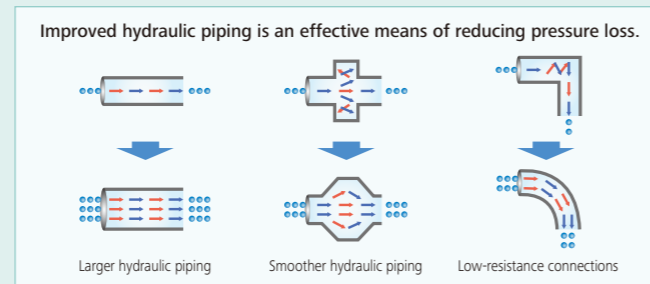 Improved hydraulic piping is an effective means of reducing pressure loss.
Larger hydraulic piping
Smoother hydraulic piping
Low-resistance connections